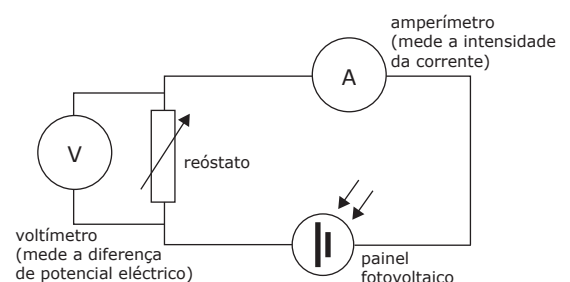 amperímetro
(mede a intensidade
da corrente)
A
V
reóstato
voltímetro
(mede a diferença
de potencial eléctrico)
painel
fotovoltaico